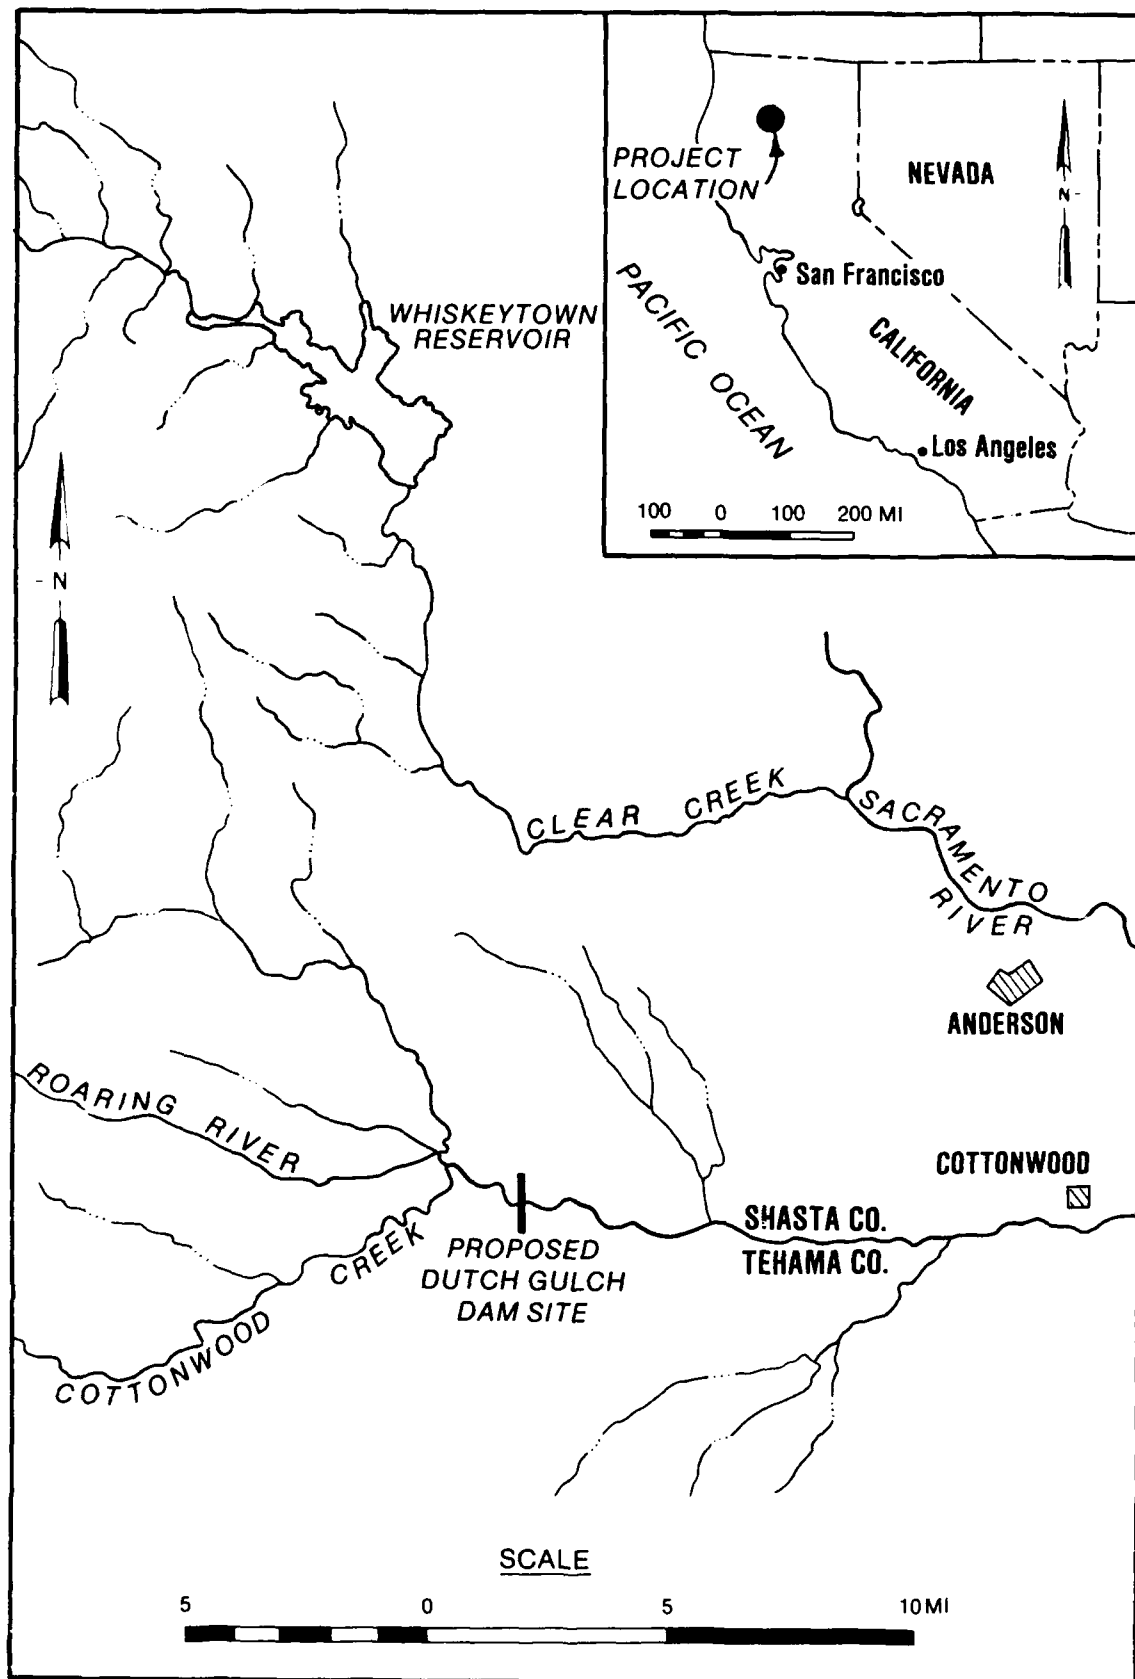 PROJECT
LOCATION
NEVADA
N
San Francisco
PACIFIC OCEAN
CALIFORNIA
Los Angeles
100 0 100 200 MI
WHISKEYTOWN
RESERVOIR
N
CLEAR CREEK
SACRAMENTO
RIVER
ANDERSON
ROARING RIVER
COTTONWOOD
SHASTA CO.
TEHAMA CO.
PROPOSED
DUTCH GULCH
DAM SITE
COTTONWOOD CREEK
SCALE
5 0 5 10 MI